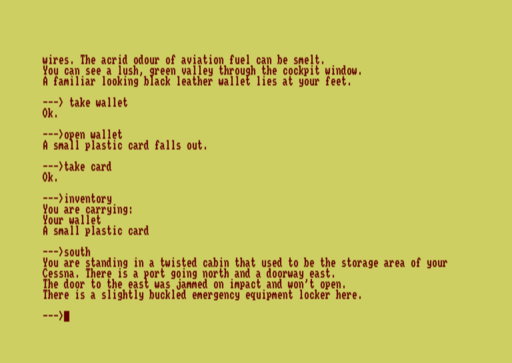 wires. The acrid odour of aviation fuel can be smelt.
You can see a lush, green valley through the cockpit window.
A familiar looking black leather wallet lies at your feet.
---> take wallet
Ok.
--->open wallet
A small plastic card falls out.
--->take card
Ok.
--->inventory
You are carrying:
Your wallet
A small plastic card
--->south
You are standing in a twisted cabin that used to be the storage area of your
Cessna. There is a port going north and a doorway east.
The door to the east was jammed on impact and won't open.
There is a slightly buckled emergency equipment locker here.
--->